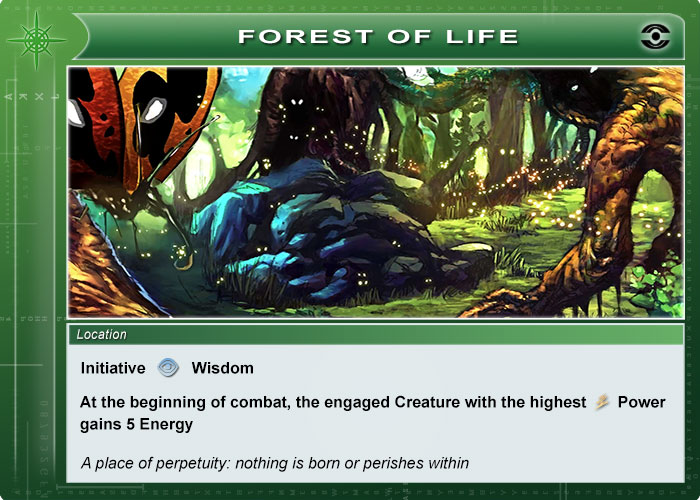 FOREST OF LIFE
Location
Initiative Wisdom
At the beginning of combat, the engaged Creature with the highest Power
gains 5 Energy
A place of perpetuity: nothing is born or perishes within